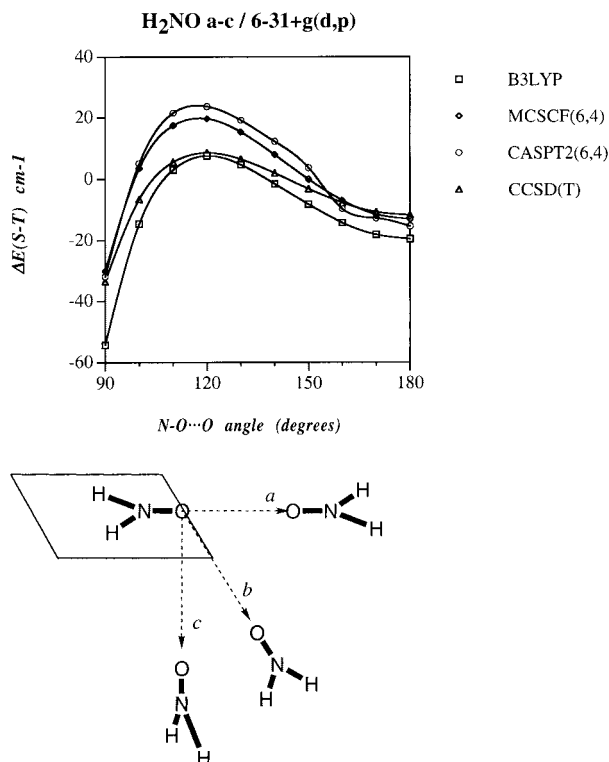 H2NO a-c / 6-31+g(d,p)
ΔE(S-T) cm-1
40
20
0
-20
-40
-60
90
120
150
180
N-O···O angle (degrees)
B3LYP
MCSCF(6,4)
CASPT2(6,4)
CCSD(T)
H
N
O
H
a
O
N
H
H
b
O
N
H
H
c
O
N
H
H